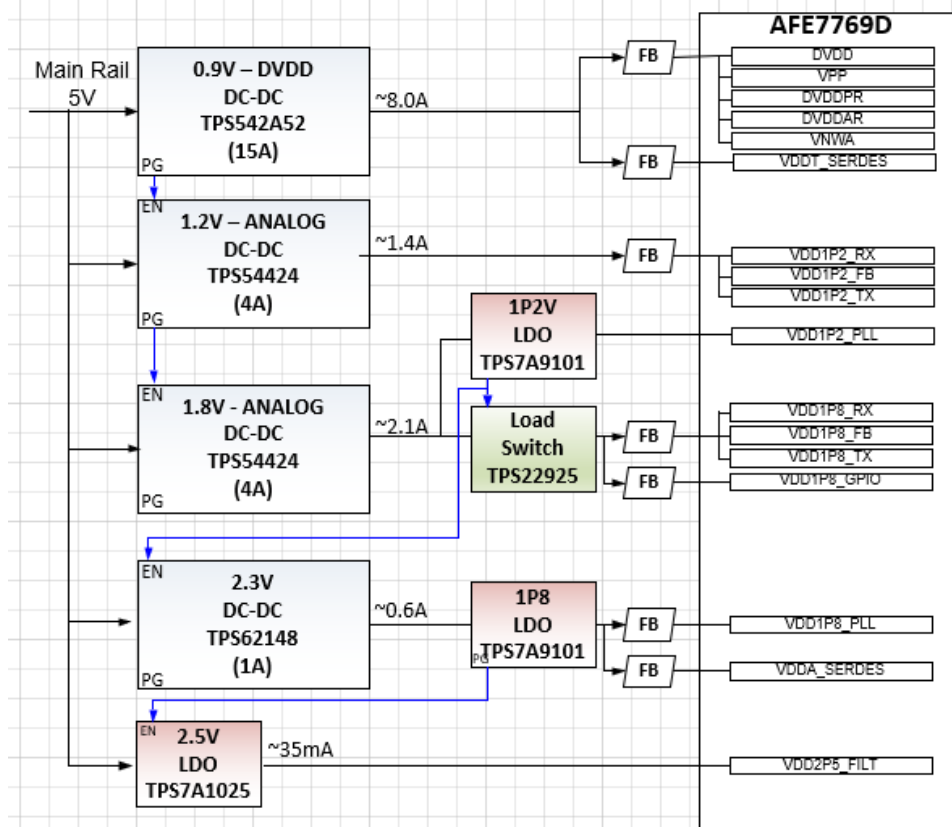 AFE7769D
Main Rail
5V
0.9V – DVDD
DC-DC
TPS542A52
(15A)
PG
~8.0A
FB
FB
DVDD
VPP
DVDDPR
DVDDAR
VNWA
VDDT_SERDES
EN
1.2V – ANALOG
DC-DC
TPS54424
(4A)
PG
~1.4A
FB
VDD1P2_RX
VDD1P2_FB
VDD1P2_TX
1P2V
LDO
TPS7A9101
VDD1P2_PLL
EN
1.8V - ANALOG
DC-DC
TPS54424
(4A)
PG
~2.1A
Load
Switch
TPS22925
FB
FB
VDD1P8_RX
VDD1P8_FB
VDD1P8_TX
VDD1P8_GPIO
EN
2.3V
DC-DC
TPS62148
(1A)
PG
~0.6A
1P8
LDO
TPS7A9101
PG
FB
FB
VDD1P8_PLL
VDDA_SERDES
EN
2.5V
LDO
TPS7A1025
~35mA
VDD2P5_FILT